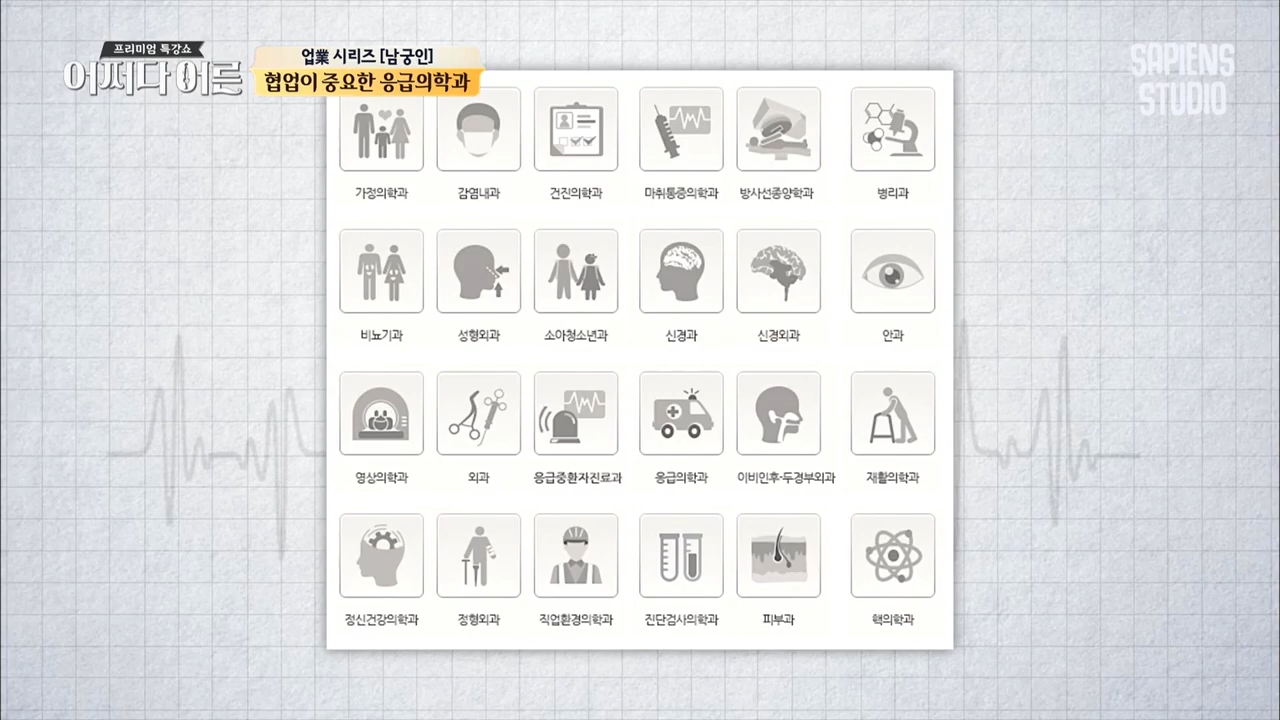 프리미엄 특강쇼
어쩌다 어른
업業 시리즈 [남궁인]
협업이 중요한 응급의학과
SAPIENS
STUDIO
가정의학과 감염내과 건진의학과 마취통증의학과 방사선종양학과 병리과
비뇨기과 성형외과 소아청소년과 신경과 신경외과 안과
영상의학과 외과 응급중환자진료과 응급의학과 이비인후-두경부외과 재활의학과
정신건강의학과 정형외과 직업환경의학과 진단검사의학과 피부과 핵의학과